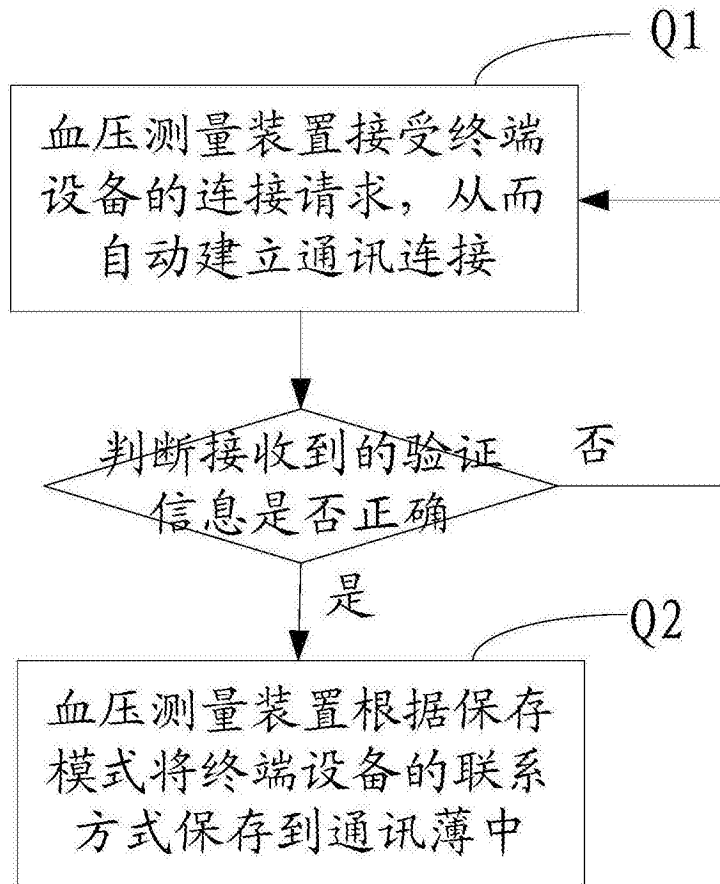 Q1
血压测量装置接受终端
设备的连接请求，从而
自动建立通讯连接
判断接收到的验证
信息是否正确
否
是
Q2
血压测量装置根据保存
模式将终端设备的联系
方式保存到通讯薄中